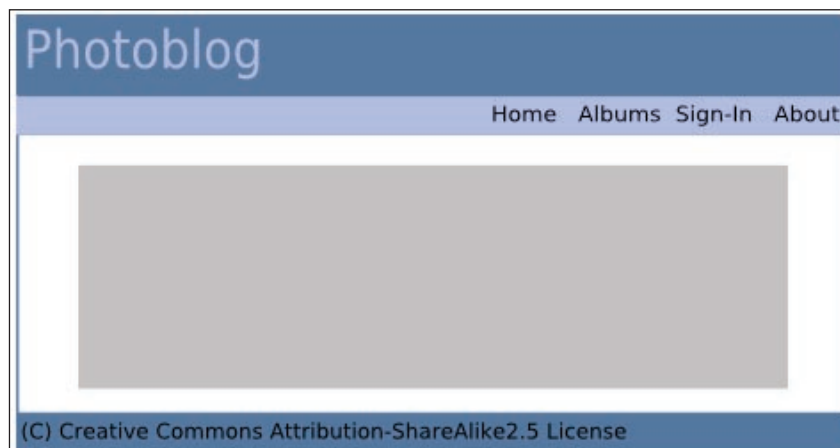 Photoblog
Home Albums Sign-In About
(C) Creative Commons Attribution-ShareAlike2.5 License